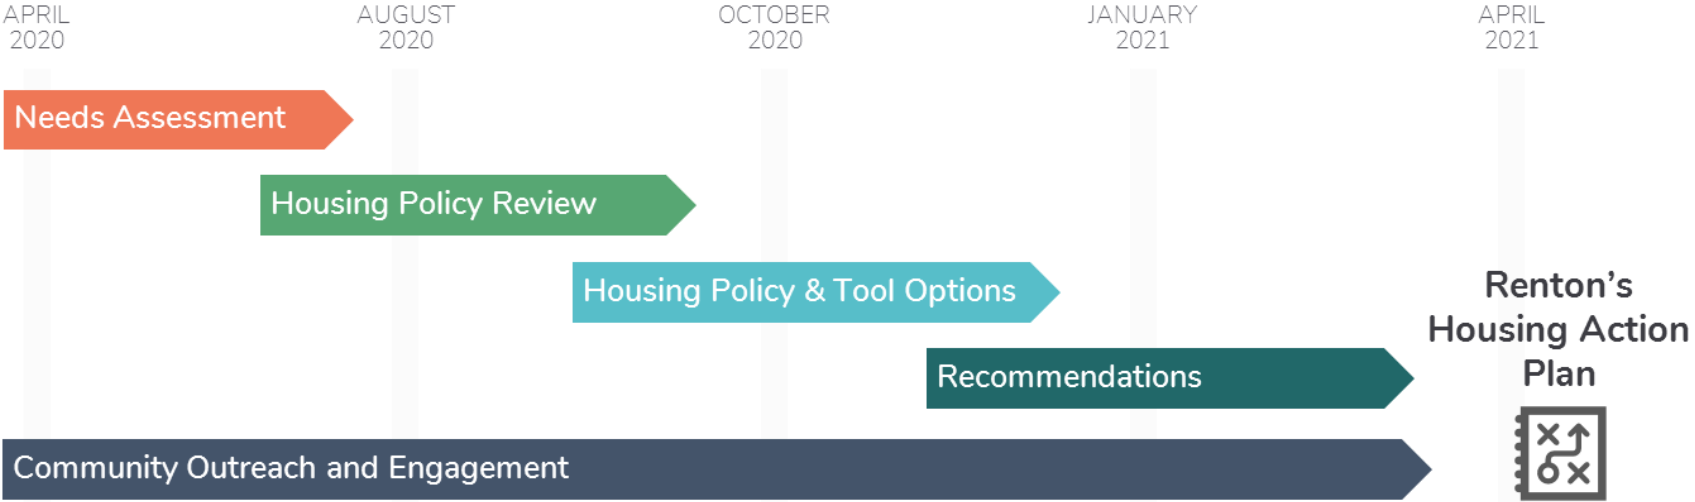 APRIL
2020
AUGUST
2020
OCTOBER
2020
JANUARY
2021
APRIL
2021
Needs Assessment
Housing Policy Review
Housing Policy & Tool Options
Recommendations
Community Outreach and Engagement
Renton’s
Housing Action
Plan